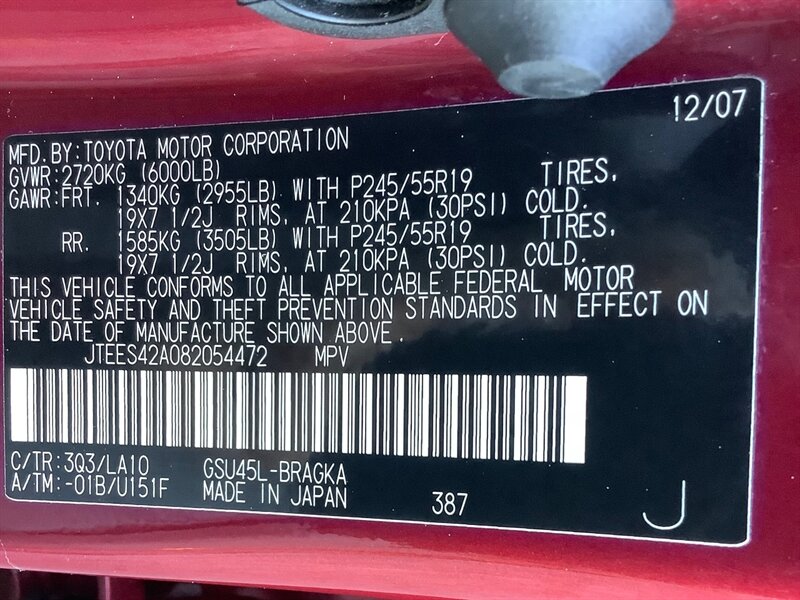 12/07
MFD. BY: TOYOTA MOTOR CORPORATION
GVWR: 2720KG (6000LB)
GAWR: FRT. 1340KG (2955LB) WITH P245/55R19 TIRES,
19X7 1/2J RIMS, AT 210KPA (30PSI) COLD.
RR. 1585KG (3505LB) WITH P245/55R19 TIRES,
19X7 1/2J RIMS, AT 210KPA (30PSI) COLD.
THIS VEHICLE CONFORMS TO ALL APPLICABLE FEDERAL MOTOR
VEHICLE SAFETY AND THEFT PREVENTION STANDARDS IN EFFECT ON
THE DATE OF MANUFACTURE SHOWN ABOVE.
JTEES42A082054472 MPV
C/TR: 3Q3/LA10 GSU45L-BRAGKA
A/TM: -01B/U151F MADE IN JAPAN 387 J